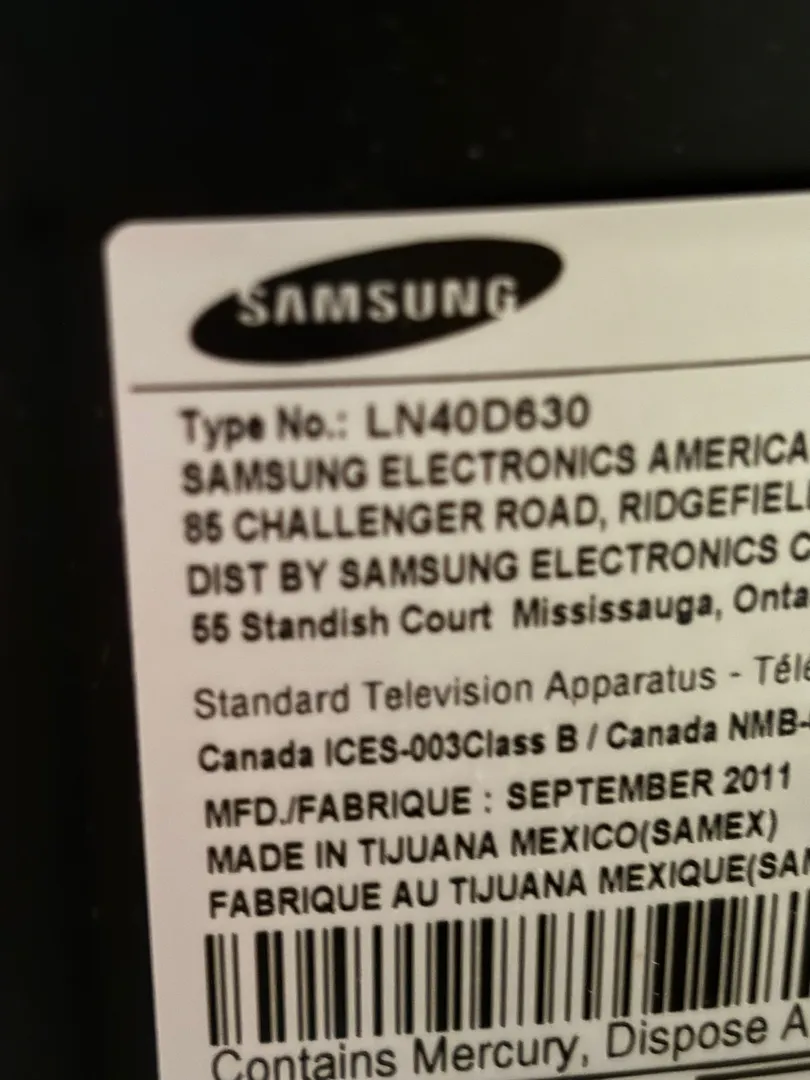 SAMSUNG
Type No.: LN40D630
SAMSUNG ELECTRONICS AMERICA
85 CHALLENGER ROAD, RIDGEFIEL
DIST BY SAMSUNG ELECTRONICS C
55 Standish Court Mississauga, Onta
Standard Television Apparatus - Télé
Canada ICES-003Class B / Canada NMB-
MFD./FABRIQUE : SEPTEMBER 2011
MADE IN TIJUANA MEXICO(SAMEX)
FABRIQUE AU TIJUANA MEXIQUE(SAM
Contains Mercury, Dispose A